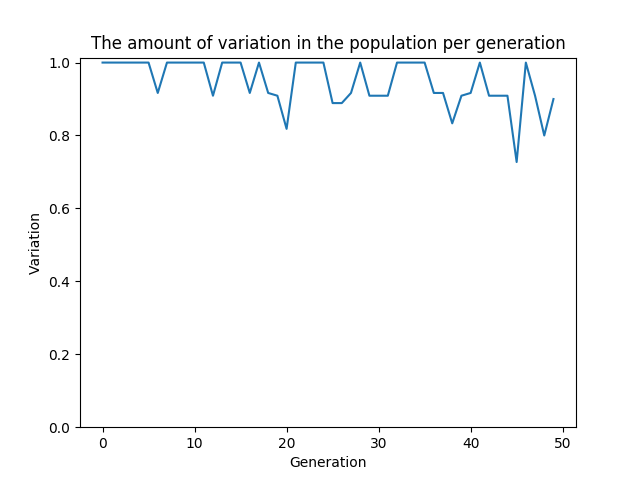 The amount of variation in the population per generation
1.0
0.8
0.6
0.4
0.2
0.0
Variation
0 10 20 30 40 50
Generation